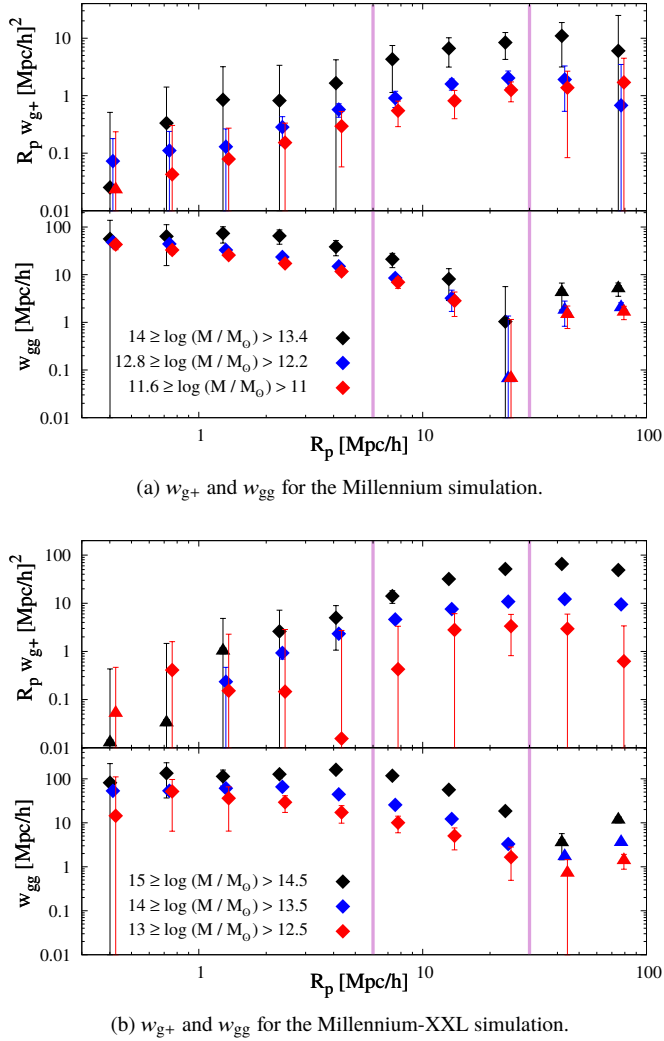 R_p w_g+ [Mpc/h]²
10
1
0.1
0.01
w_gg [Mpc/h]
100
10
1
0.1
0.01
14 ≥ log (M / M_⊙) > 13.4
12.8 ≥ log (M / M_⊙) > 12.2
11.6 ≥ log (M / M_⊙) > 11
1 10 100
R_p [Mpc/h]
(a) w_g+ and w_gg for the Millennium simulation.
R_p w_g+ [Mpc/h]²
100
10
1
0.1
0.01
w_gg [Mpc/h]
100
10
1
0.1
0.01
15 ≥ log (M / M_⊙) > 14.5
14 ≥ log (M / M_⊙) > 13.5
13 ≥ log (M / M_⊙) > 12.5
1 10 100
R_p [Mpc/h]
(b) w_g+ and w_gg for the Millennium-XXL simulation.